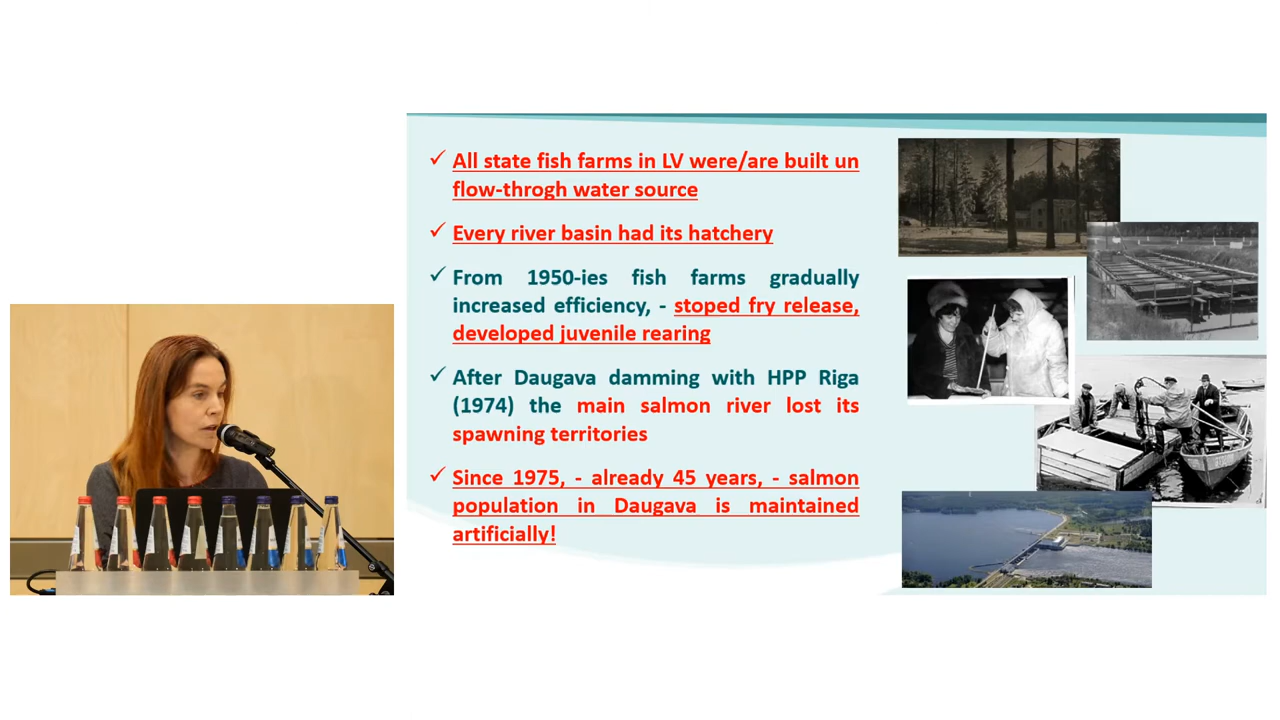 All state fish farms in LV were/are built un
flow-throgh water source
Every river basin had its hatchery
From 1950-ies fish farms gradually
increased efficiency, - stoped fry release,
developed juvenile rearing
After Daugava damming with HPP Riga
(1974) the main salmon river lost its
spawning territories
Since 1975, - already 45 years, - salmon
population in Daugava is maintained
artificially!